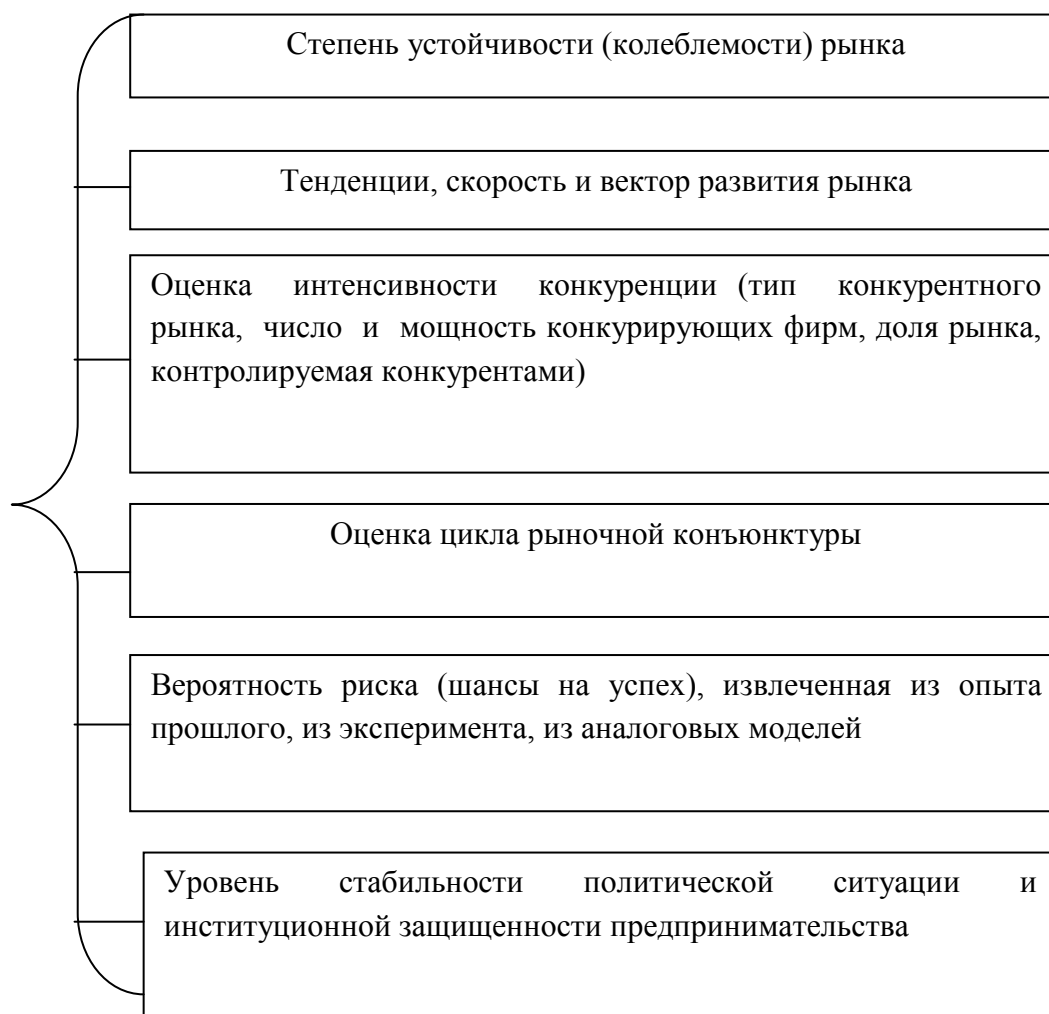 Степень устойчивости (колеблемости) рынка
Тенденции, скорость и вектор развития рынка
Оценка интенсивности конкуренции (тип конкурентного
рынка, число и мощность конкурирующих фирм, доля рынка,
контролируемая конкурентами)
Оценка цикла рыночной конъюнктуры
Вероятность риска (шансы на успех), извлеченная из опыта
прошлого, из эксперимента, из аналоговых моделей
Уровень стабильности политической ситуации и
институционной защищенности предпринимательства